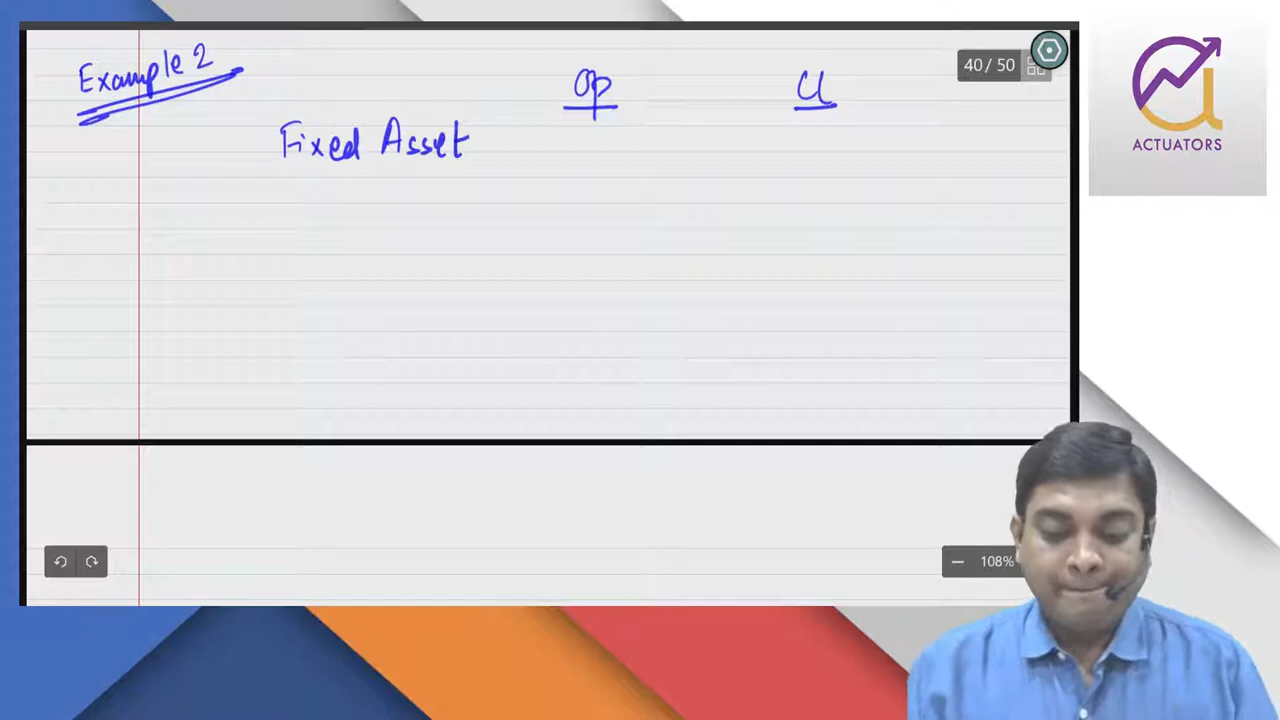 Example 2
Op
Cl
Fixed Asset
40 / 50
ACTUATORS
108%